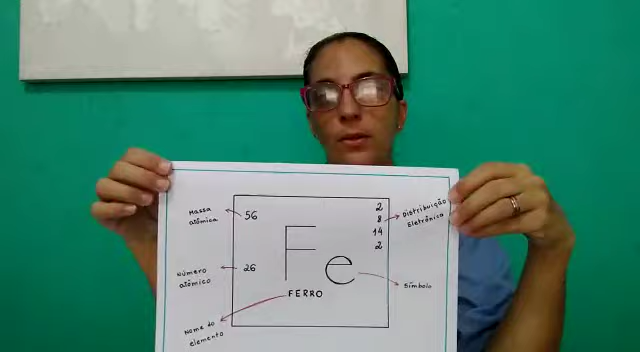 Massa
atômica
56
2
8
14
2
Distribuição
Eletrônica
Fe
Número
atômico
26
Símbolo
FERRO
Nome do
elemento